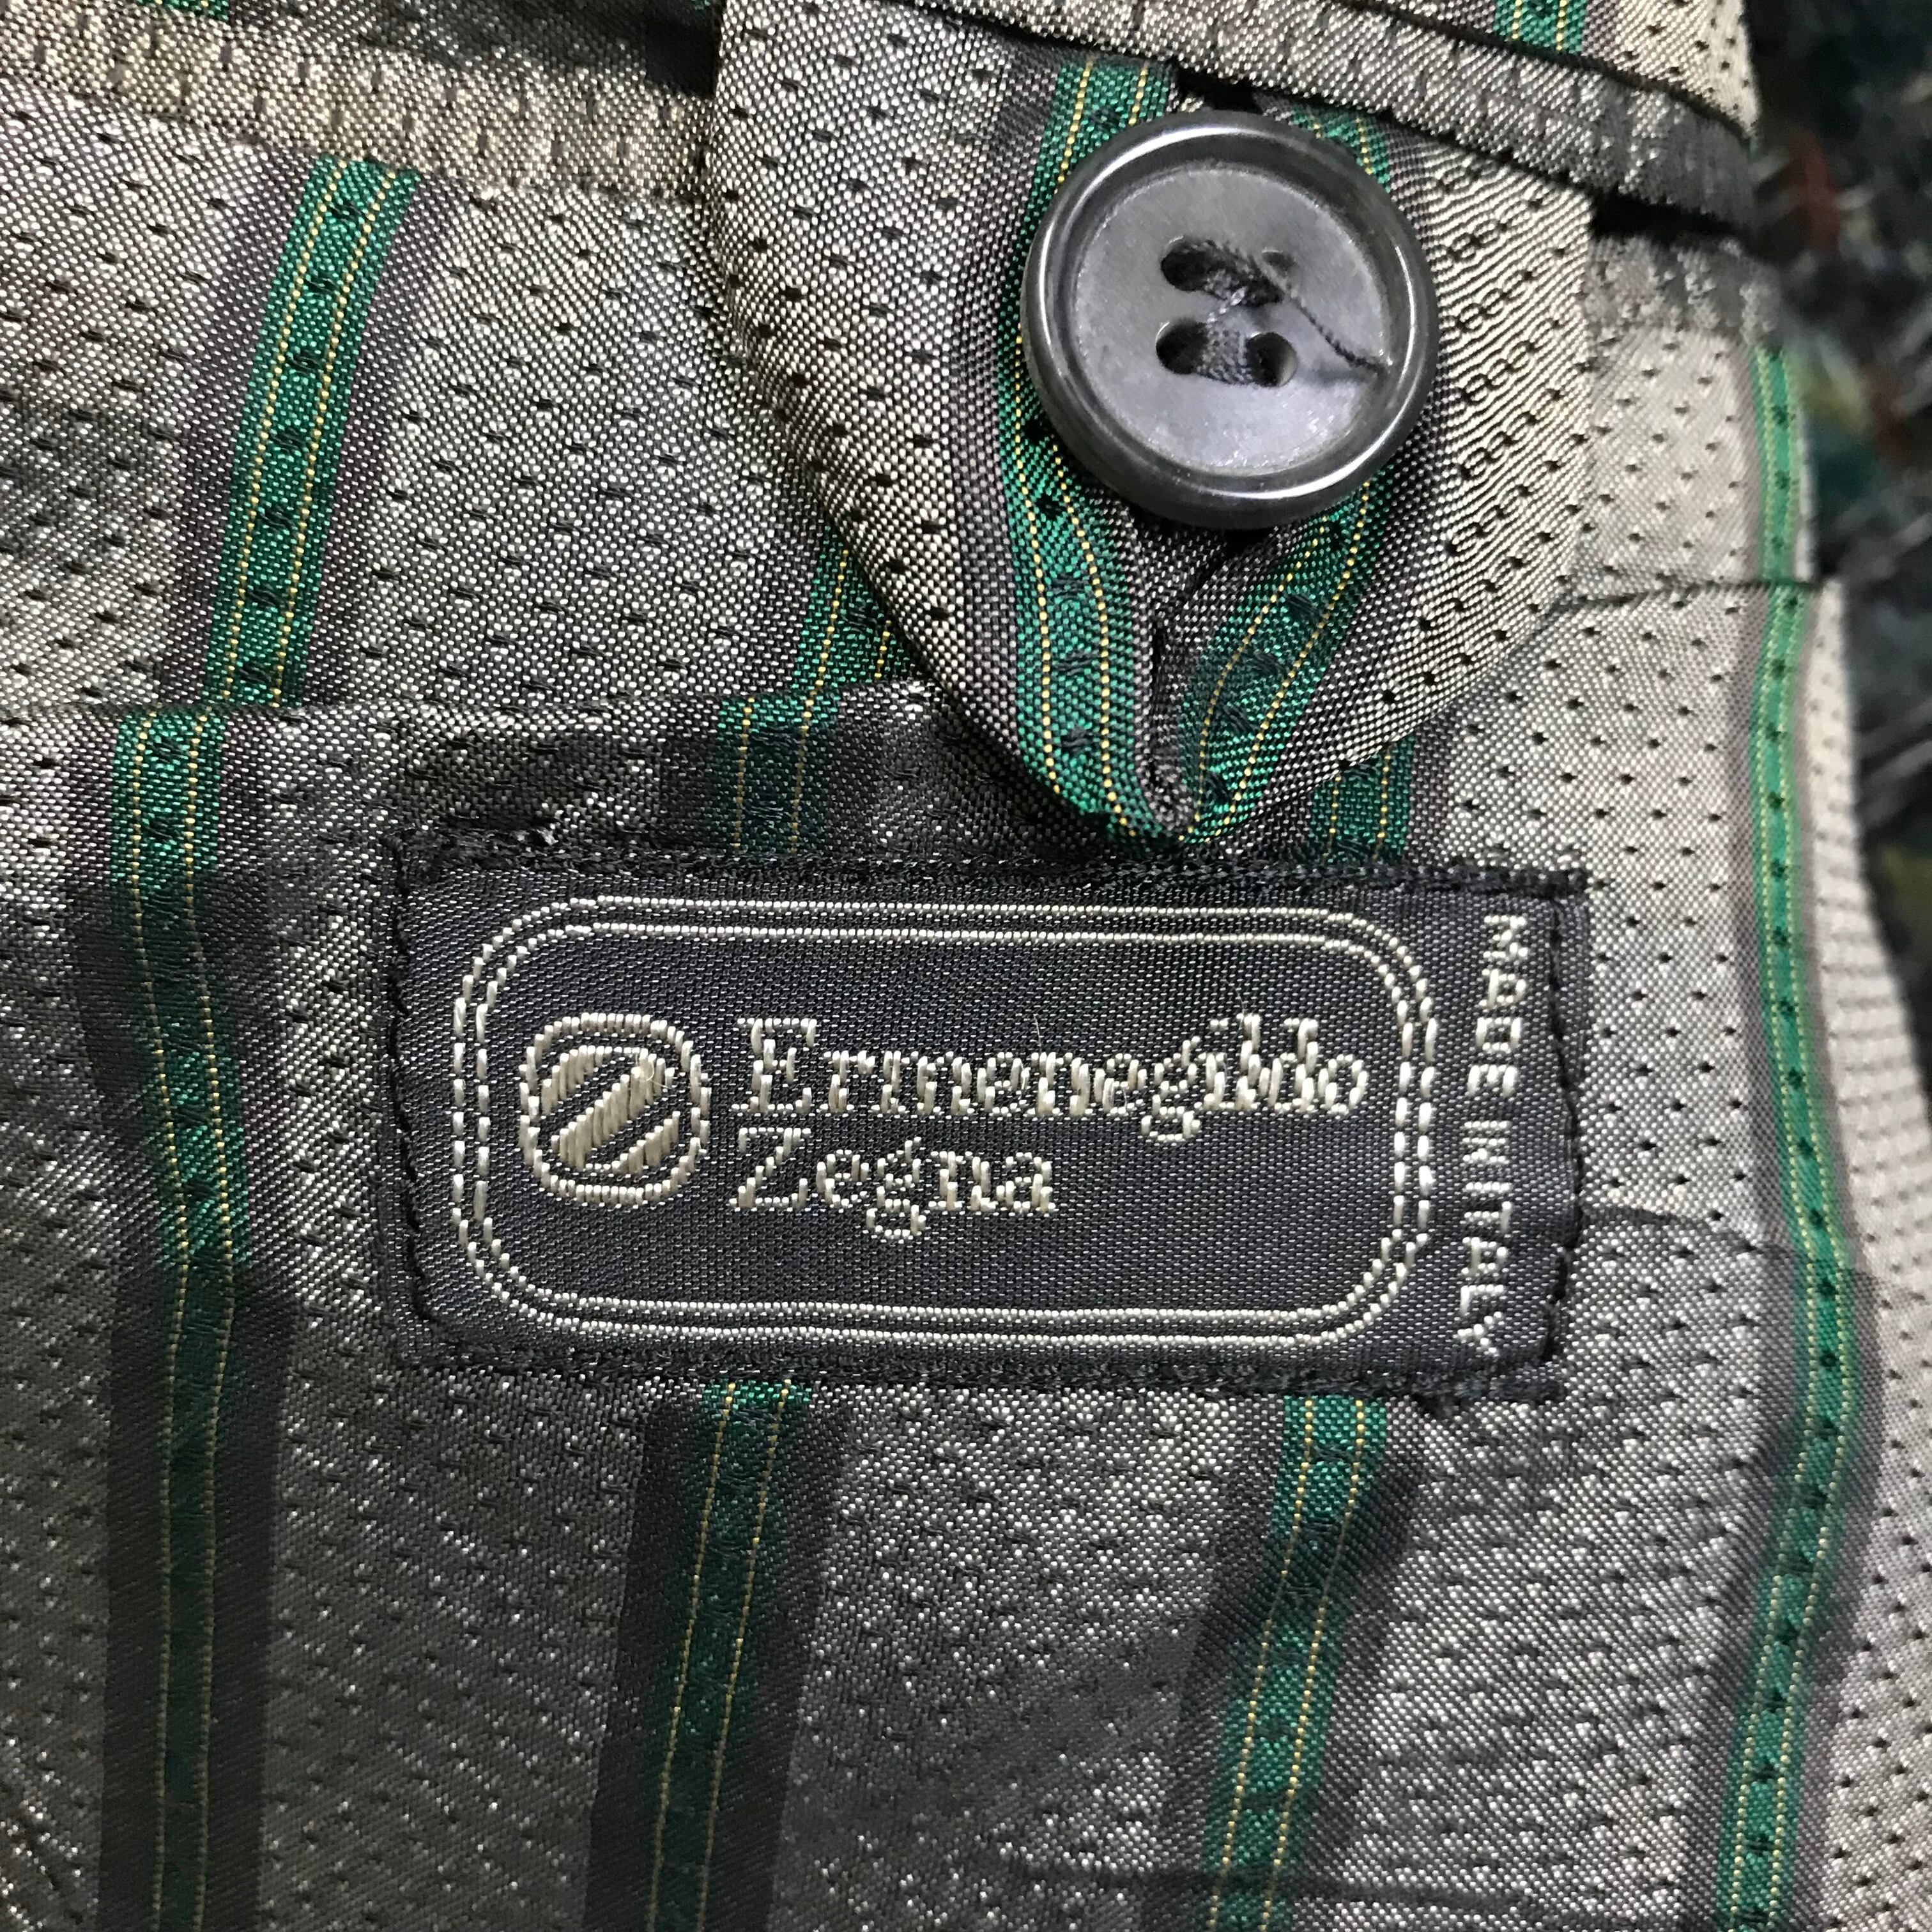 Ermenegildo
Zegna
MADE IN ITALY